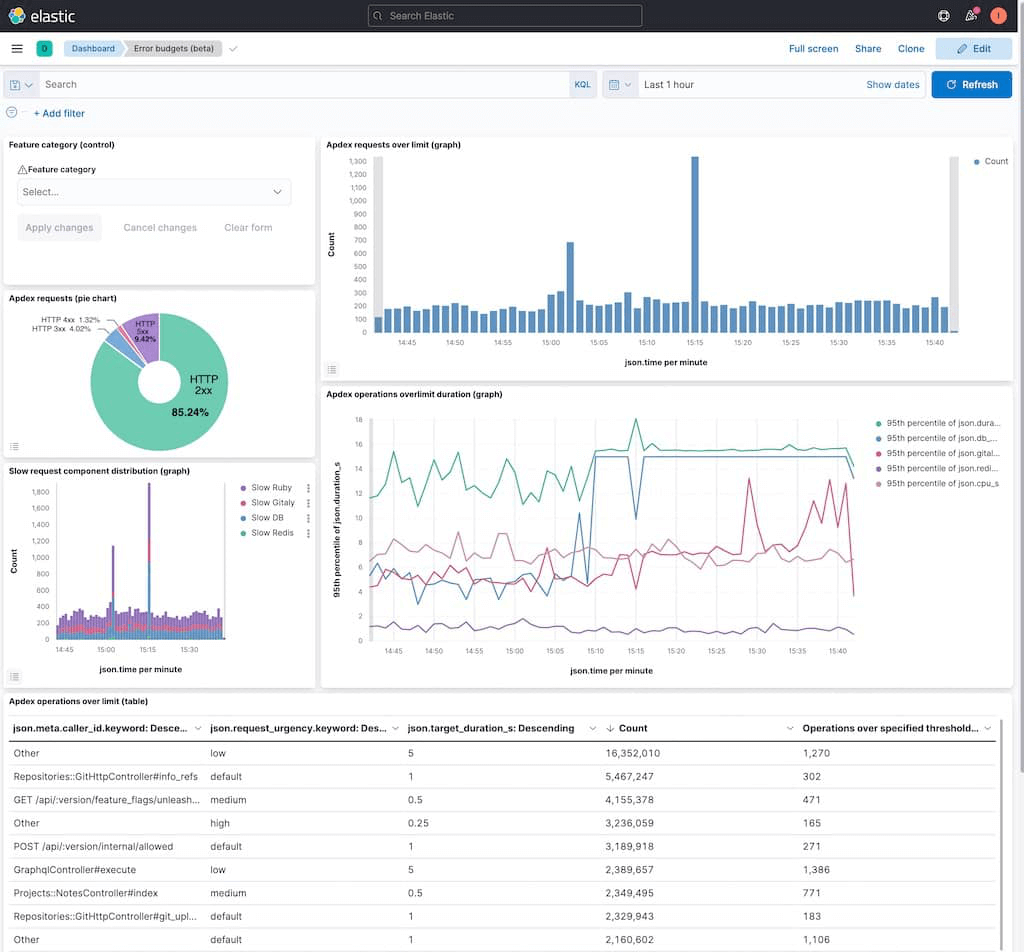 elastic
Search Elastic
D
Dashboard
Error budgets (beta)
Full screen
Share
Clone
Edit
Search
KQL
Last 1 hour
Show dates
Refresh
+ Add filter
Feature category (control)
Feature category
Select...
Apply changes
Cancel changes
Clear form
Apdex requests over limit (graph)
Count
1,300
1,200
1,100
1,000
900
800
700
600
500
400
300
200
100
0
Count
14:45 14:50 14:55 15:00 15:05 15:10 15:15 15:20 15:25 15:30 15:35 15:40
json.time per minute
Apdex requests (pie chart)
HTTP 4xx 1.32%
HTTP 3xx 4.02%
HTTP
5xx
9.42%
HTTP
2xx
85.24%
Apdex operations overlimit duration (graph)
18
16
14
12
10
8
6
4
2
0
95th percentile of json.duration_s
14:45 14:50 14:55 15:00 15:05 15:10 15:15 15:20 15:25 15:30 15:35 15:40
json.time per minute
95th percentile of json.dura...
95th percentile of json.db_...
95th percentile of json.gital...
95th percentile of json.redi...
95th percentile of json.cpu_s
Slow request component distribution (graph)
1,800
1,600
1,400
1,200
1,000
800
600
400
200
0
Count
14:45 15:00 15:15 15:30
json.time per minute
Slow Ruby
Slow Gitaly
Slow DB
Slow Redis
Apdex operations over limit (table)
json.meta.caller_id.keyword: Desce... json.request_urgency.keyword: Des... json.target_duration_s: Descending Count Operations over specified threshold...
Other low 5 16,352,010 1,270
Repositories::GitHttpController#info_refs default 1 5,467,247 302
GET /api/:version/feature_flags/unleash... medium 0.5 4,155,378 471
Other high 0.25 3,236,059 165
POST /api/:version/internal/allowed default 1 3,189,918 271
GraphqlController#execute low 5 2,389,657 1,386
Projects::NotesController#index medium 0.5 2,349,495 771
Repositories::GitHttpController#git_upl... default 1 2,329,943 183
Other default 1 2,160,602 1,106